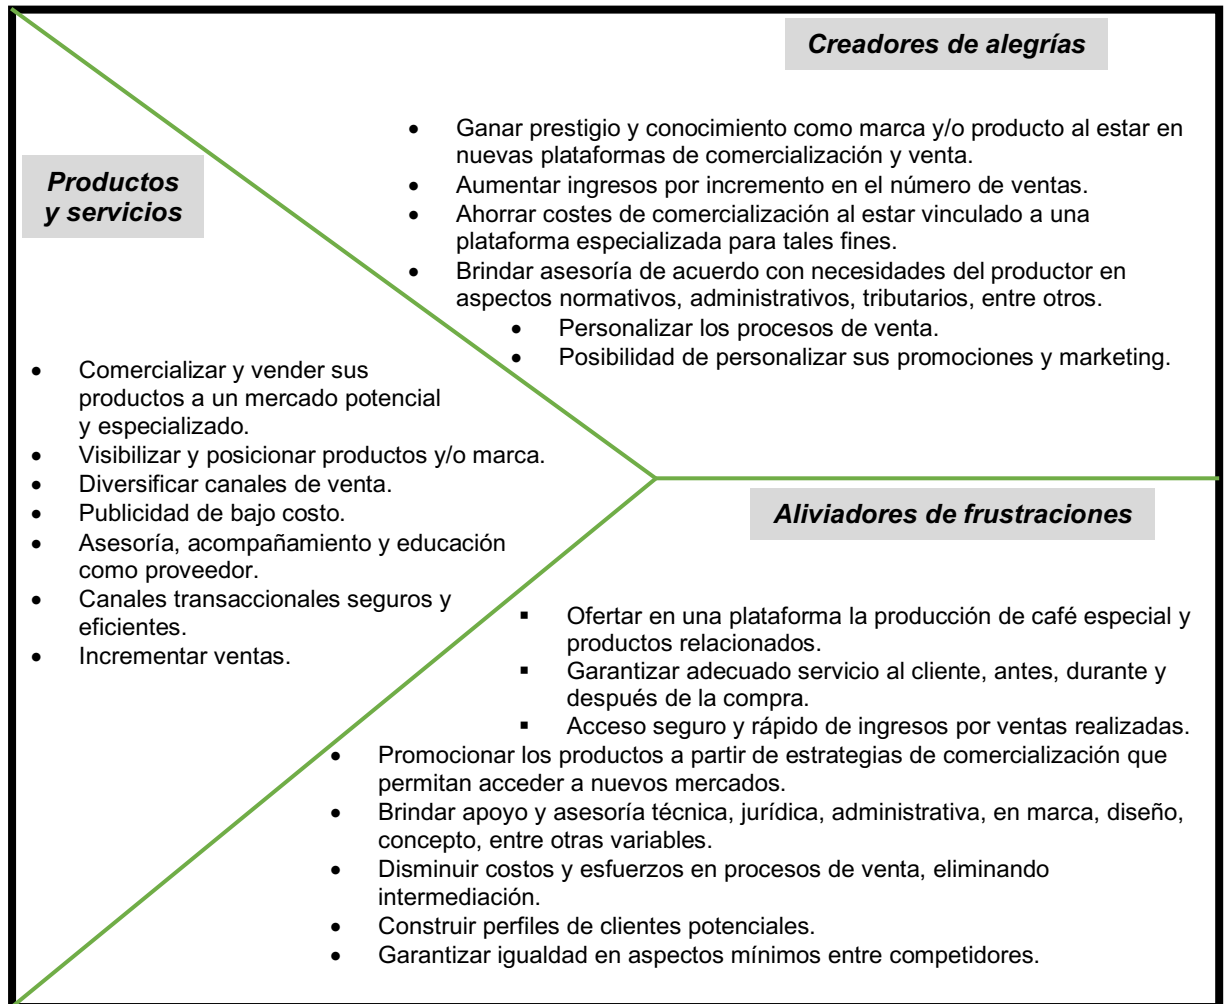 Creadores de alegrías
• Ganar prestigio y conocimiento como marca y/o producto al estar en
nuevas plataformas de comercialización y venta.
• Aumentar ingresos por incremento en el número de ventas.
• Ahorrar costes de comercialización al estar vinculado a una
plataforma especializada para tales fines.
• Brindar asesoría de acuerdo con necesidades del productor en
aspectos normativos, administrativos, tributarios, entre otros.
• Personalizar los procesos de venta.
• Posibilidad de personalizar sus promociones y marketing.
Productos
y servicios
• Comercializar y vender sus
productos a un mercado potencial
y especializado.
• Visibilizar y posicionar productos y/o marca.
• Diversificar canales de venta.
• Publicidad de bajo costo.
• Asesoría, acompañamiento y educación
como proveedor.
• Canales transaccionales seguros y
eficientes.
• Incrementar ventas.
Aliviadores de frustraciones
▪ Ofertar en una plataforma la producción de café especial y
productos relacionados.
▪ Garantizar adecuado servicio al cliente, antes, durante y
después de la compra.
▪ Acceso seguro y rápido de ingresos por ventas realizadas.
• Promocionar los productos a partir de estrategias de comercialización que
permitan acceder a nuevos mercados.
• Brindar apoyo y asesoría técnica, jurídica, administrativa, en marca, diseño,
concepto, entre otras variables.
• Disminuir costos y esfuerzos en procesos de venta, eliminando
intermediación.
• Construir perfiles de clientes potenciales.
• Garantizar igualdad en aspectos mínimos entre competidores.